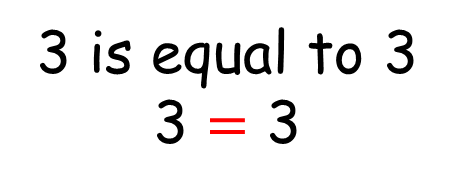 3 is equal to 3
3 = 3